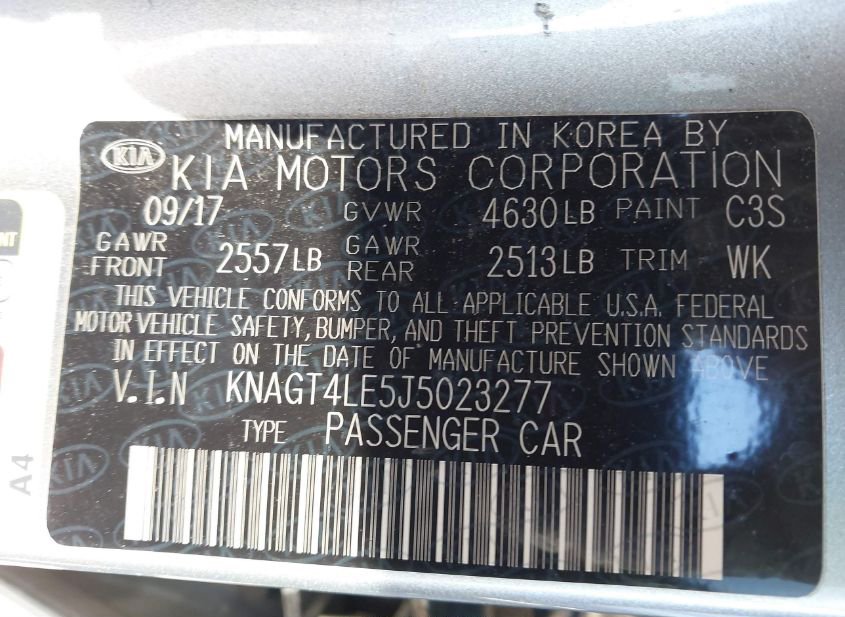 MANUFACTURED IN KOREA BY
KIA KIA MOTORS CORPORATION
09/17 GVWR 4630LB PAINT C3S
GAWR FRONT 2557LB GAWR REAR 2513LB TRIM WK
THIS VEHICLE CONFORMS TO ALL APPLICABLE U.S.A. FEDERAL
MOTOR VEHICLE SAFETY, BUMPER, AND THEFT PREVENTION STANDARDS
IN EFFECT ON THE DATE OF MANUFACTURE SHOWN ABOVE
V.I.N KNAGT4LE5J5023277
TYPE PASSENGER CAR
A4